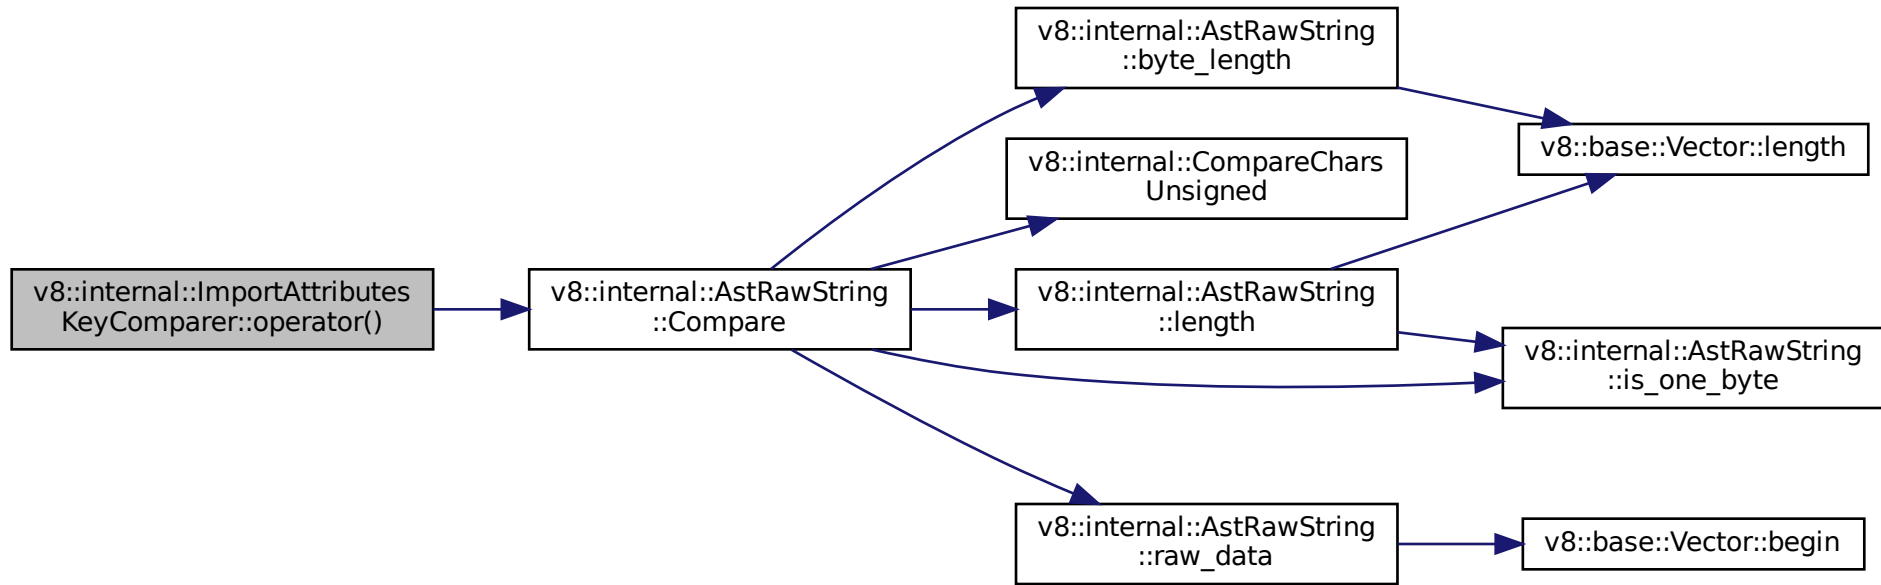 v8::internal::ImportAttributes
KeyComparer::operator()
v8::internal::AstRawString
::Compare
v8::internal::AstRawString
::byte_length
v8::internal::CompareChars
Unsigned
v8::internal::AstRawString
::length
v8::internal::AstRawString
::raw_data
v8::base::Vector::length
v8::internal::AstRawString
::is_one_byte
v8::base::Vector::begin